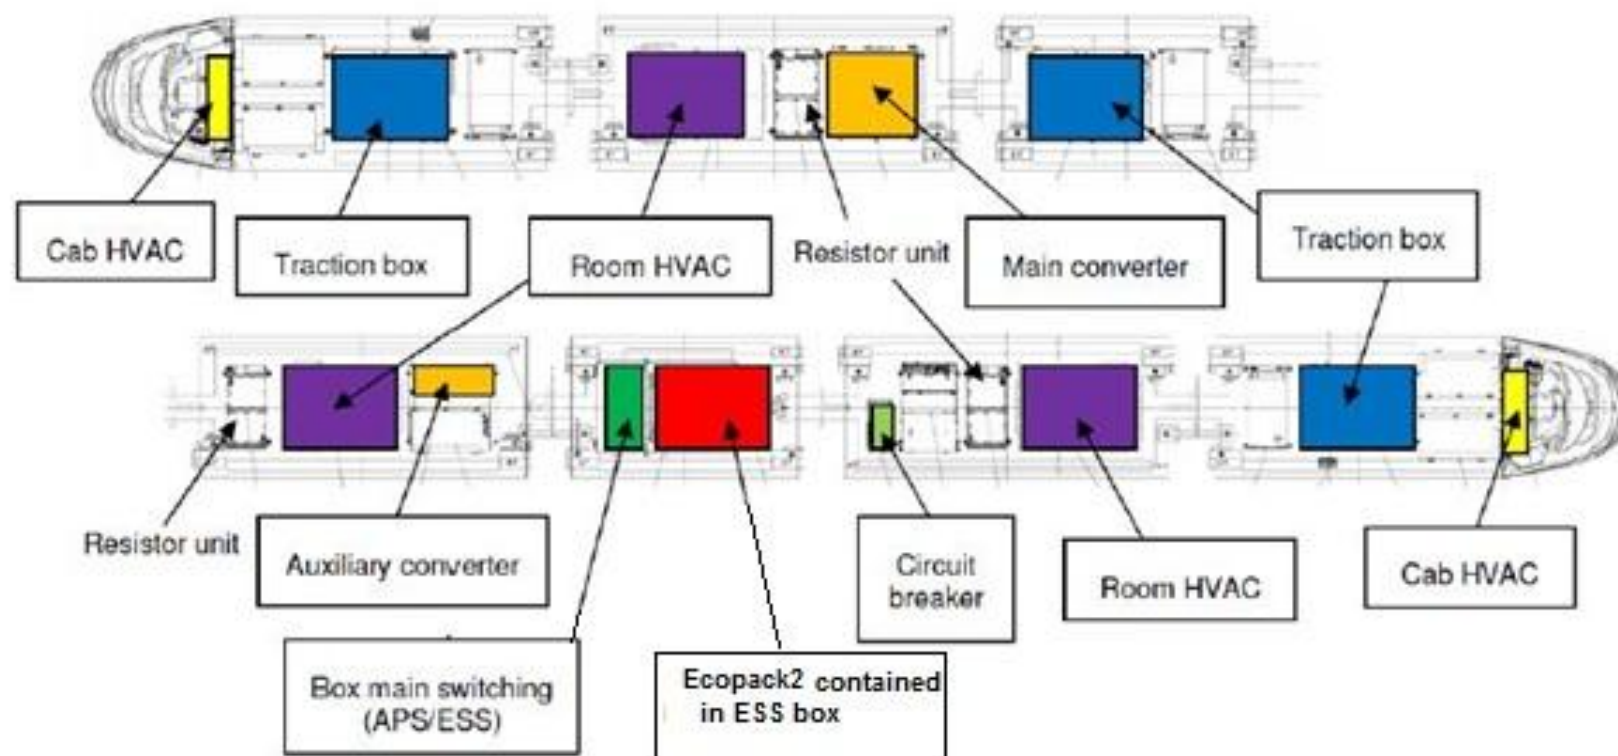 Cab HVAC
Traction box
Room HVAC
Resistor unit
Main converter
Traction box
Resistor unit
Auxiliary converter
Circuit
breaker
Room HVAC
Cab HVAC
Box main switching
(APS/ESS)
Ecopack2 contained
in ESS box